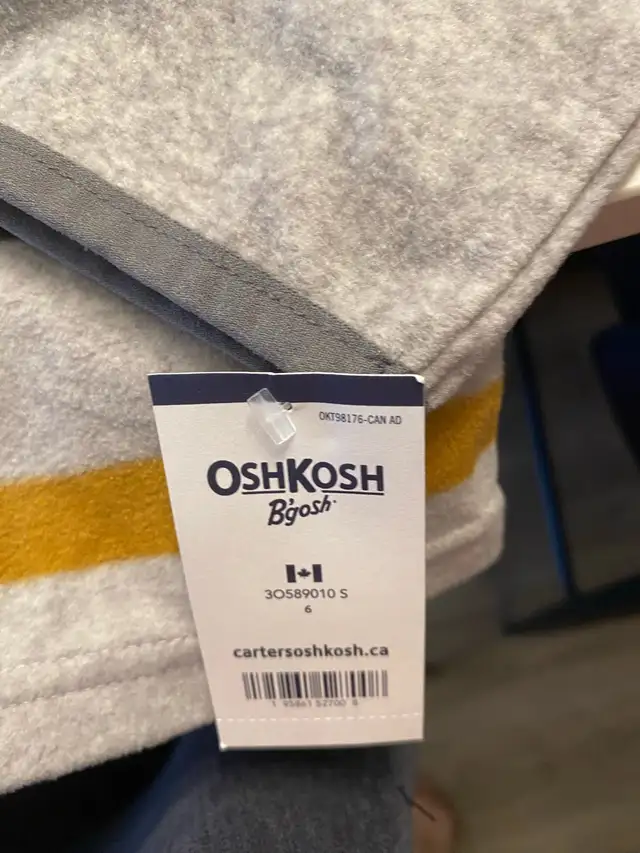 OKT98176-CAN AD
OSHKOSH
B'gosh
3O589010 S
6
cartersoshkosh.ca
1 95861 52700 8